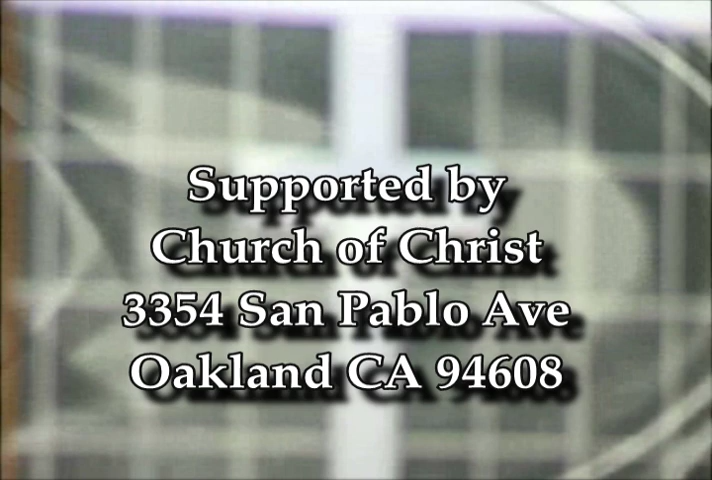 Supported by
Church of Christ
3354 San Pablo Ave
Oakland CA 94608